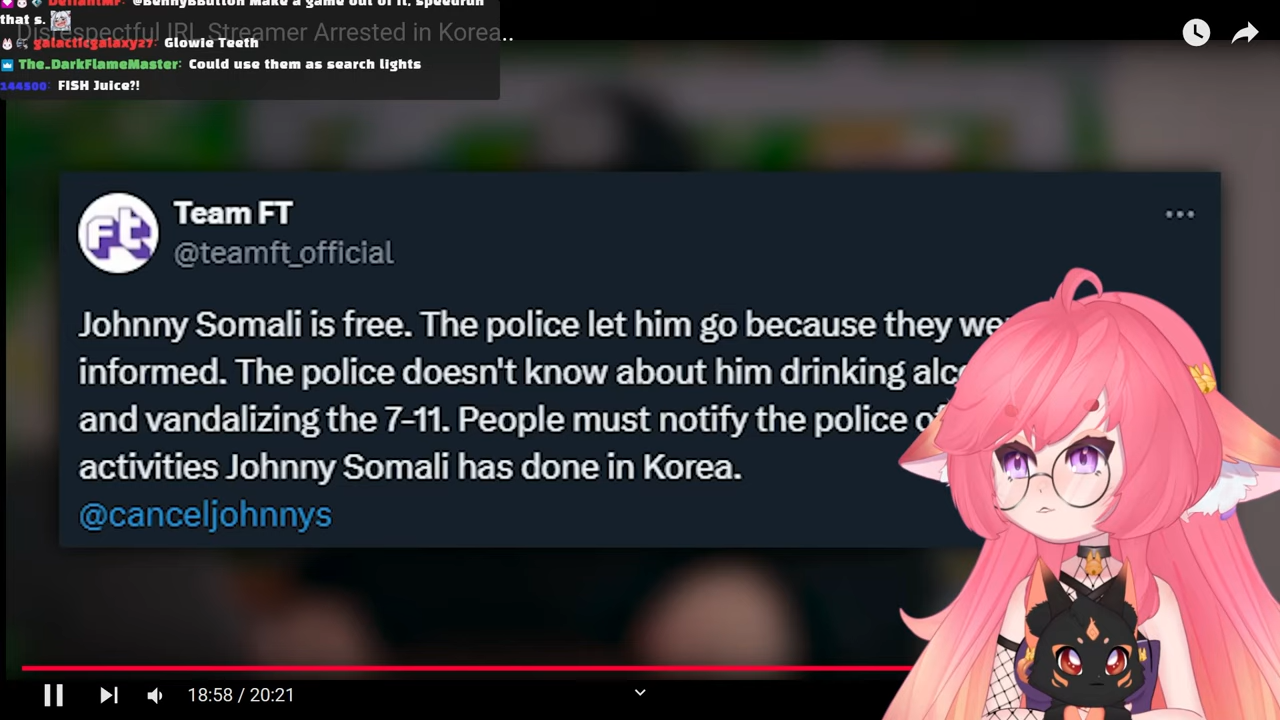 DefiantMF: @BennyBButton Make a game out of it, speedrun
that s.
Disrespectful IRL Streamer Arrested in Korea..
galacticgalaxy27: Glowie Teeth
The_DarkFlameMaster: Could use them as search lights
144500: FISH Juice?!
Team FT
@teamft_official
Johnny Somali is free. The police let him go because they
informed. The police doesn't know about him drinking
and vandalizing the 7-11. People must notify the police
activities Johnny Somali has done in Korea.
@canceljohnnys
18:58 / 20:21